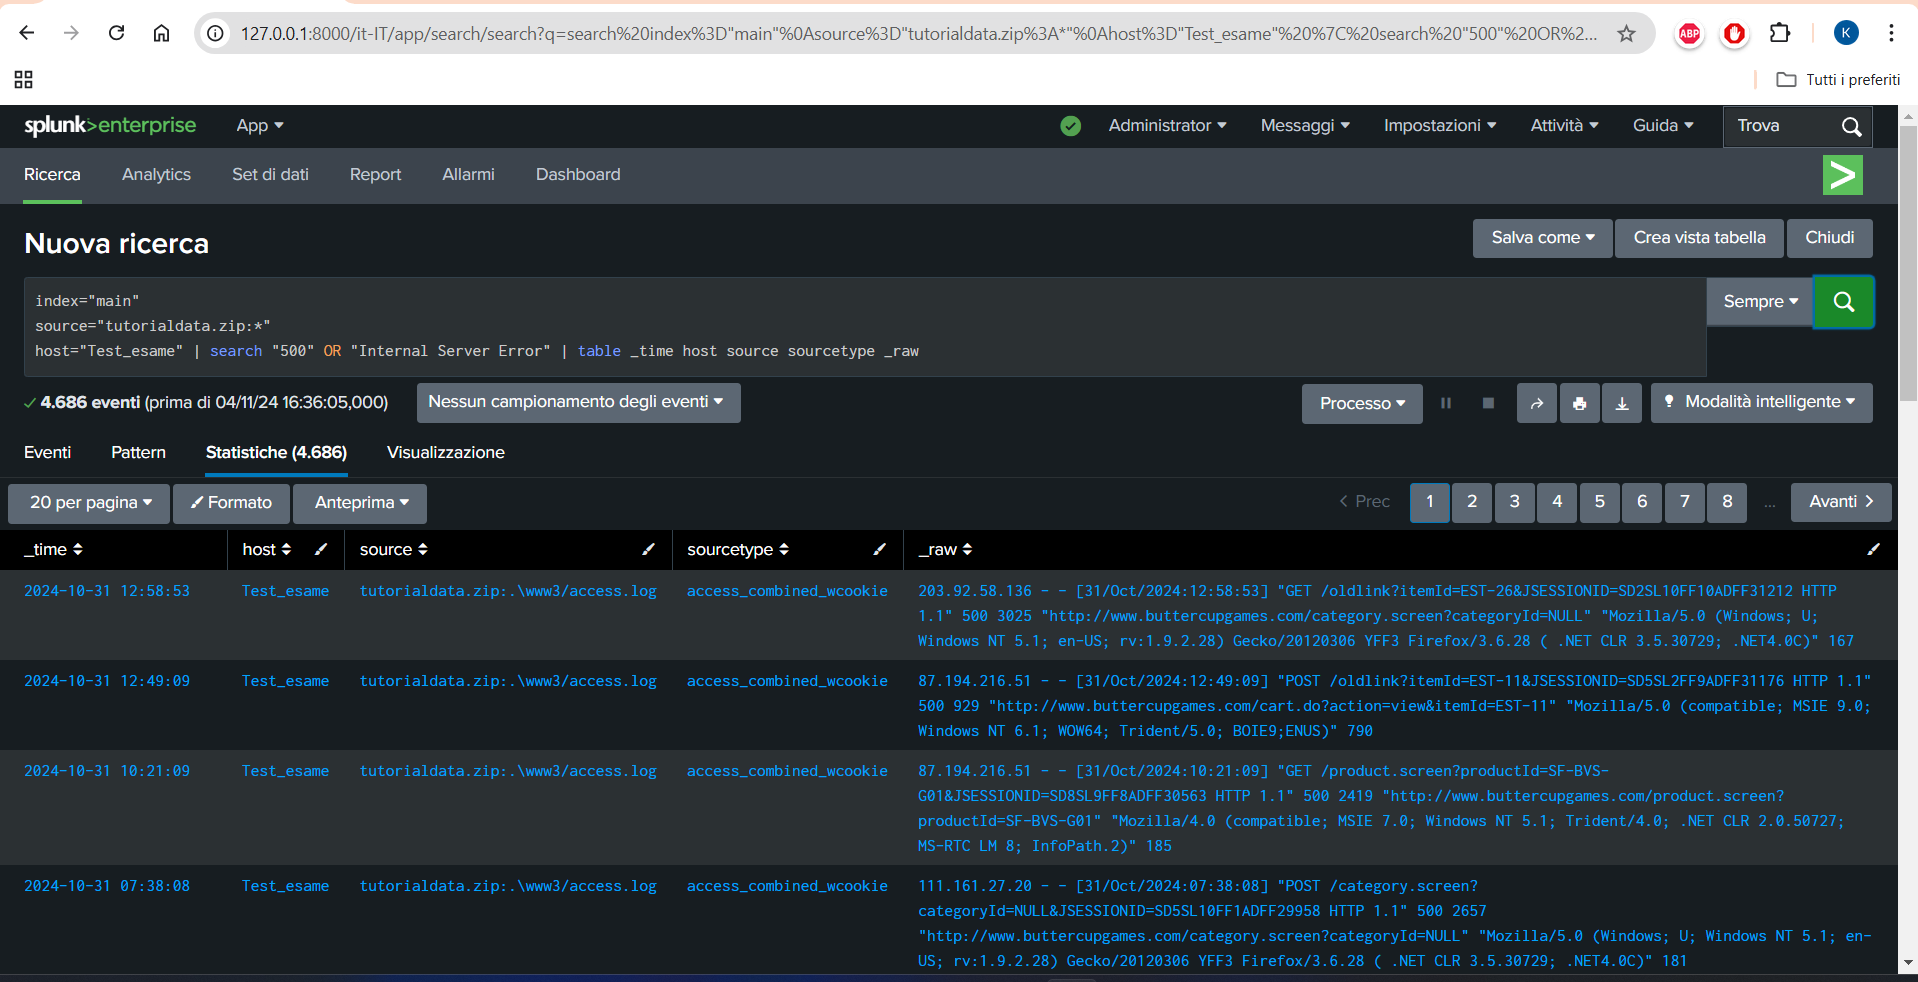 127.0.0.1:8000/it-IT/app/search/search?q=search%20index%3D"main"%0Asource%3D"tutorialdata.zip%3A*"%0Ahost%3D"Test_esame"%20%7C%20search%20"500"%20OR%2...
ABP
K
Tutti i preferiti
splunk>enterprise App Administrator Messaggi Impostazioni Attività Guida Trova
Ricerca Analytics Set di dati Report Allarmi Dashboard
Nuova ricerca Salva come Crea vista tabella Chiudi
index="main"
source="tutorialdata.zip:*"
host="Test_esame" | search "500" OR "Internal Server Error" | table _time host source sourcetype _raw
Sempre
4.686 eventi (prima di 04/11/24 16:36:05,000) Nessun campionamento degli eventi Processo Modalità intelligente
Eventi Pattern Statistiche (4.686) Visualizzazione
20 per pagina Formato Anteprima < Prec 1 2 3 4 5 6 7 8 ... Avanti >
_time host source sourcetype _raw
2024-10-31 12:58:53 Test_esame tutorialdata.zip:.\www3/access.log access_combined_wcookie 203.92.58.136 - - [31/Oct/2024:12:58:53] "GET /oldlink?itemId=EST-26&JSESSIONID=SD2SL10FF10ADFF31212 HTTP
1.1" 500 3025 "http://www.buttercupgames.com/category.screen?categoryId=NULL" "Mozilla/5.0 (Windows; U;
Windows NT 5.1; en-US; rv:1.9.2.28) Gecko/20120306 YFF3 Firefox/3.6.28 ( .NET CLR 3.5.30729; .NET4.0C)" 167
2024-10-31 12:49:09 Test_esame tutorialdata.zip:.\www3/access.log access_combined_wcookie 87.194.216.51 - - [31/Oct/2024:12:49:09] "POST /oldlink?itemId=EST-11&JSESSIONID=SD5SL2FF9ADFF31176 HTTP 1.1"
500 929 "http://www.buttercupgames.com/cart.do?action=view&itemId=EST-11" "Mozilla/5.0 (compatible; MSIE 9.0;
Windows NT 6.1; WOW64; Trident/5.0; BOIE9;ENUS)" 790
2024-10-31 10:21:09 Test_esame tutorialdata.zip:.\www3/access.log access_combined_wcookie 87.194.216.51 - - [31/Oct/2024:10:21:09] "GET /product.screen?productId=SF-BVS-
G01&JSESSIONID=SD8SL9FF8ADFF30563 HTTP 1.1" 500 2419 "http://www.buttercupgames.com/product.screen?
productId=SF-BVS-G01" "Mozilla/4.0 (compatible; MSIE 7.0; Windows NT 5.1; Trident/4.0; .NET CLR 2.0.50727;
MS-RTC LM 8; InfoPath.2)" 185
2024-10-31 07:38:08 Test_esame tutorialdata.zip:.\www3/access.log access_combined_wcookie 111.161.27.20 - - [31/Oct/2024:07:38:08] "POST /category.screen?
categoryId=NULL&JSESSIONID=SD5SL10FF1ADFF29958 HTTP 1.1" 500 2657
"http://www.buttercupgames.com/category.screen?categoryId=NULL" "Mozilla/5.0 (Windows; U; Windows NT 5.1; en-
US; rv:1.9.2.28) Gecko/20120306 YFF3 Firefox/3.6.28 ( .NET CLR 3.5.30729; .NET4.0C)" 181